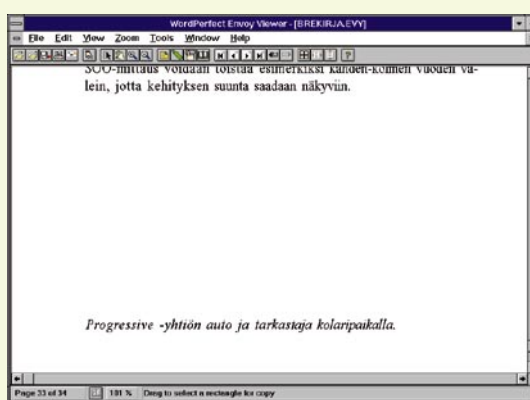 WordPerfect Envoy Viewer - [BREKIRJA.EVY]
File Edit View Zoom Tools Window Help
SOO-mittaus voidaan toistaa esimerkiksi kahden-kolmen vuoden vä-
lein, jotta kehityksen suunta saadaan näkyviin.
Progressive -yhtiön auto ja tarkastaja kolaripaikalla.
Page 33 of 34 181 % Drag to select a rectangle for copy